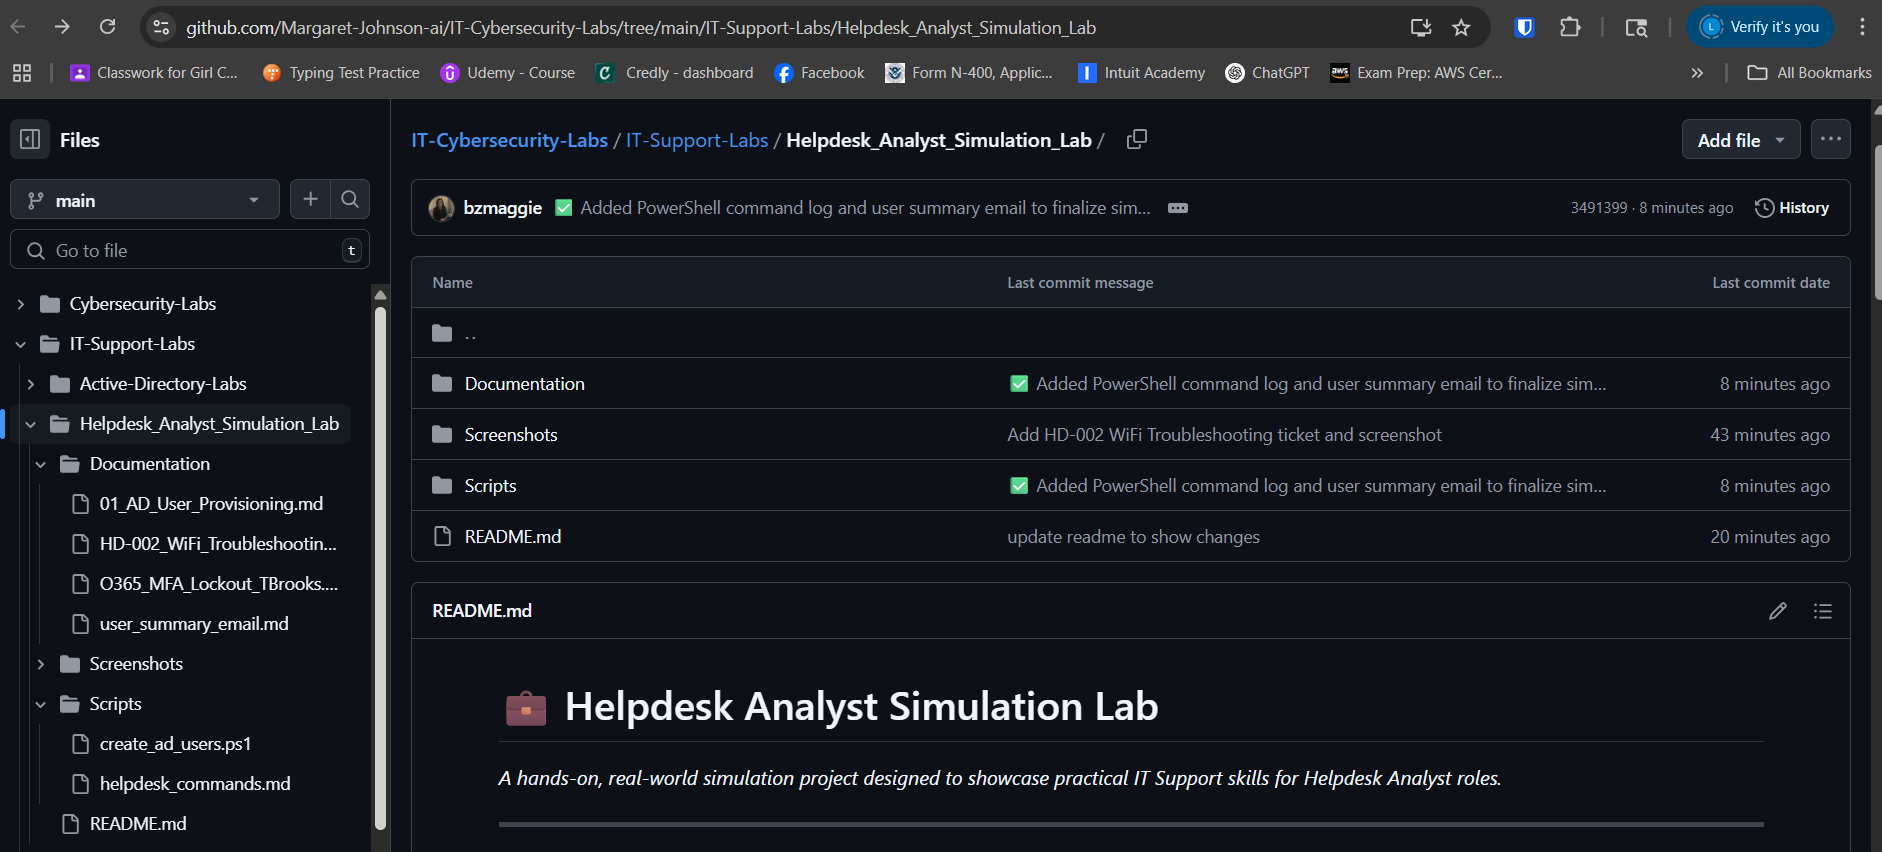 github.com/Margaret-Johnson-ai/IT-Cybersecurity-Labs/tree/main/IT-Support-Labs/Helpdesk_Analyst_Simulation_Lab
L Verify it's you
Classwork for Girl C...
Typing Test Practice
Udemy - Course
Credly - dashboard
Facebook
Form N-400, Applic...
Intuit Academy
ChatGPT
aws Exam Prep: AWS Cer...
» All Bookmarks
Files
main
Go to file t
Cybersecurity-Labs
IT-Support-Labs
Active-Directory-Labs
Helpdesk_Analyst_Simulation_Lab
Documentation
01_AD_User_Provisioning.md
HD-002_WiFi_Troubleshootin...
O365_MFA_Lockout_TBrooks....
user_summary_email.md
Screenshots
Scripts
create_ad_users.ps1
helpdesk_commands.md
README.md
IT-Cybersecurity-Labs / IT-Support-Labs / Helpdesk_Analyst_Simulation_Lab /
Add file
bzmaggie ✅ Added PowerShell command log and user summary email to finalize sim... 3491399 · 8 minutes ago History
Name Last commit message Last commit date
..
Documentation ✅ Added PowerShell command log and user summary email to finalize sim... 8 minutes ago
Screenshots Add HD-002 WiFi Troubleshooting ticket and screenshot 43 minutes ago
Scripts ✅ Added PowerShell command log and user summary email to finalize sim... 8 minutes ago
README.md update readme to show changes 20 minutes ago
README.md
💼 Helpdesk Analyst Simulation Lab
A hands-on, real-world simulation project designed to showcase practical IT Support skills for Helpdesk Analyst roles.